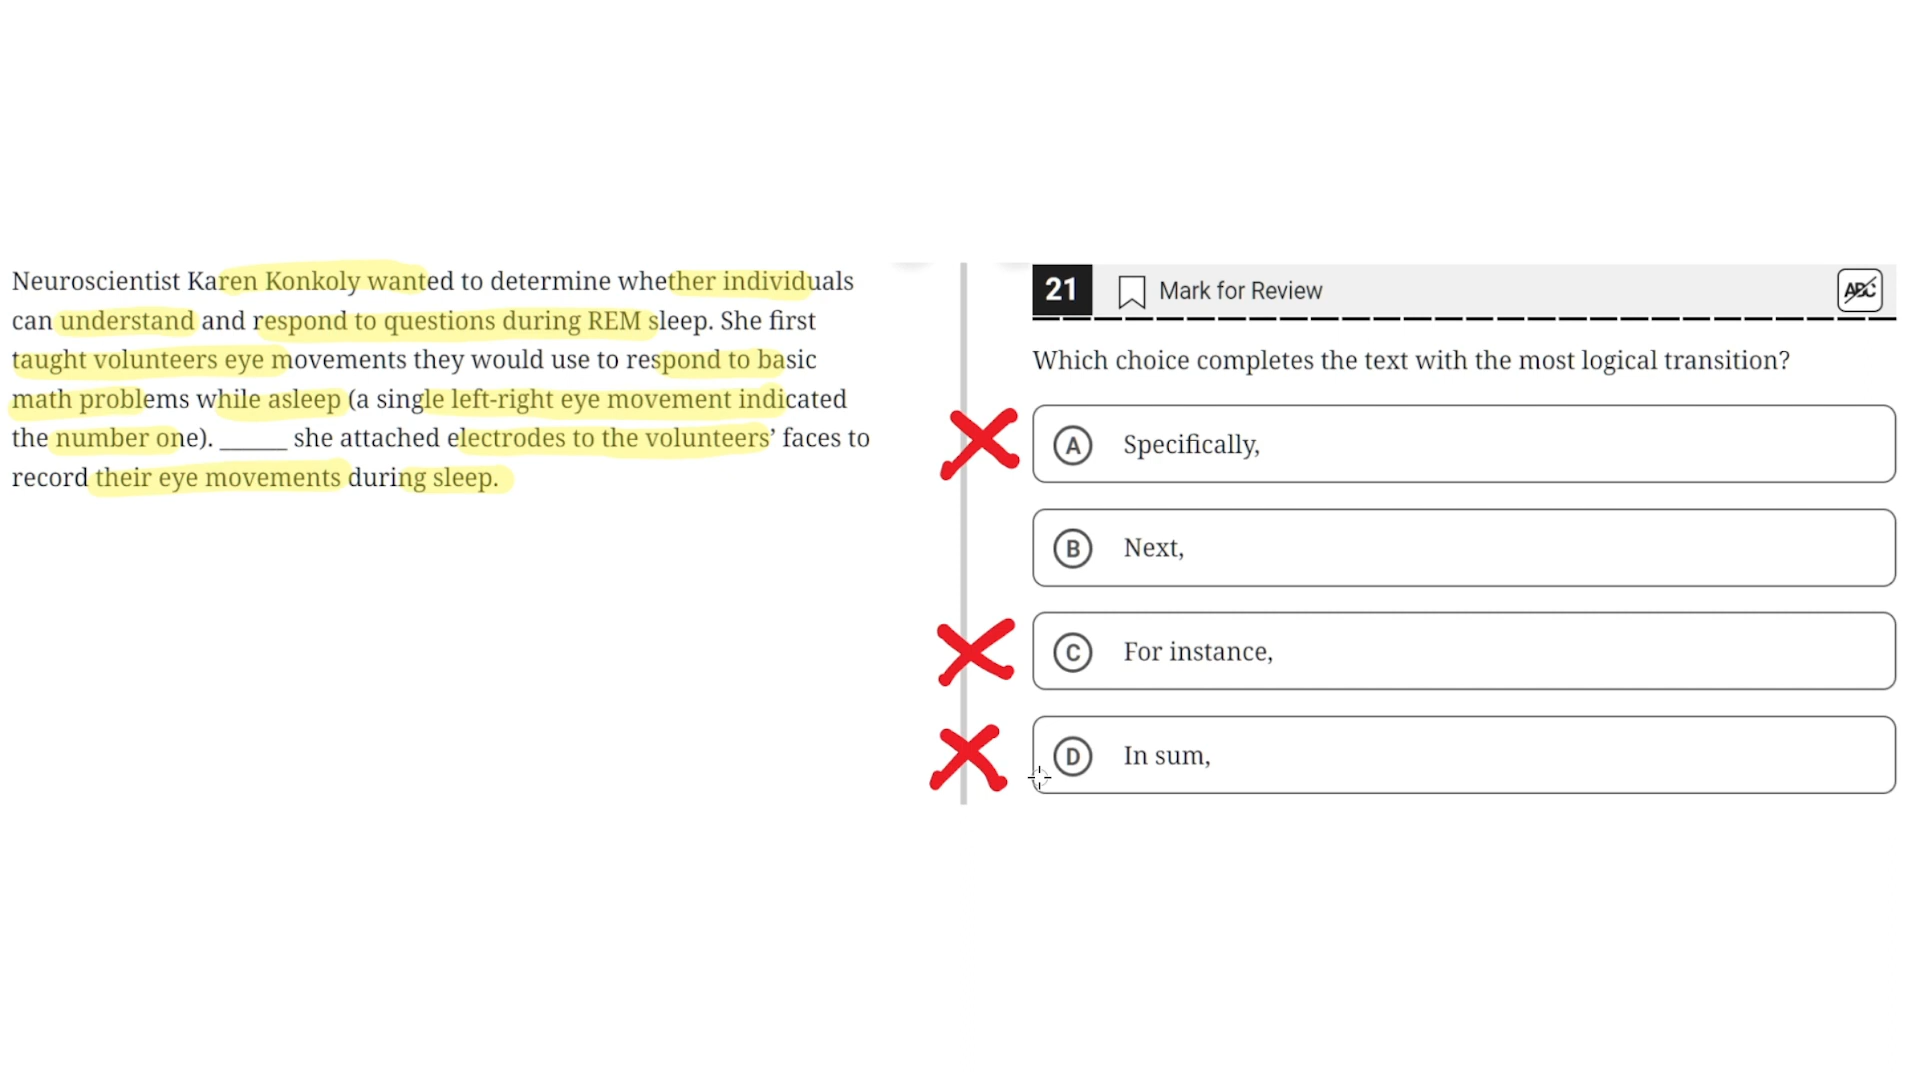 Neuroscientist Karen Konkoly wanted to determine whether individuals
can understand and respond to questions during REM sleep. She first
taught volunteers eye movements they would use to respond to basic
math problems while asleep (a single left-right eye movement indicated
the number one). ______ she attached electrodes to the volunteers’ faces to
record their eye movements during sleep.
21 Mark for Review ABC
Which choice completes the text with the most logical transition?
A Specifically,
B Next,
C For instance,
D In sum,